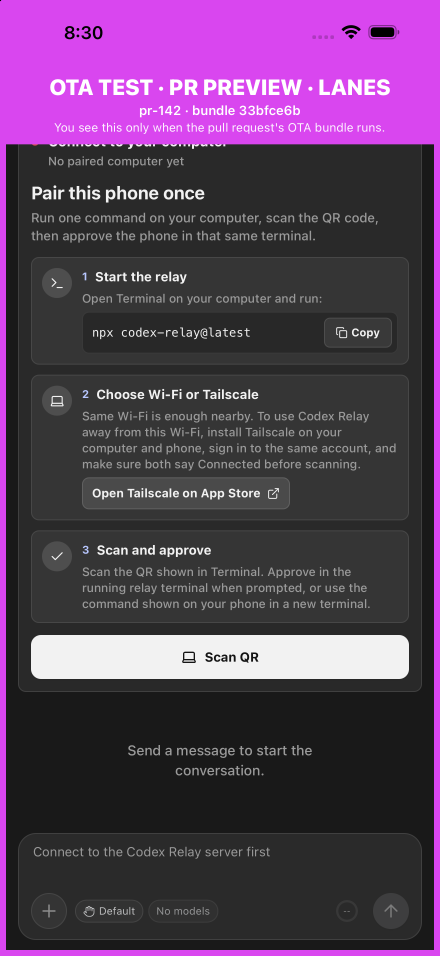 8:30
OTA TEST · PR PREVIEW · LANES
pr-142 · bundle 33bfce6b
You see this only when the pull request's OTA bundle runs.
Connect to your computer
No paired computer yet
Pair this phone once
Run one command on your computer, scan the QR code,
then approve the phone in that same terminal.
1 Start the relay
Open Terminal on your computer and run:
npx codex-relay@latest
Copy
2 Choose Wi-Fi or Tailscale
Same Wi-Fi is enough nearby. To use Codex Relay
away from this Wi-Fi, install Tailscale on your
computer and phone, sign in to the same account, and
make sure both say Connected before scanning.
Open Tailscale on App Store
3 Scan and approve
Scan the QR shown in Terminal. Approve in the
running relay terminal when prompted, or use the
command shown on your phone in a new terminal.
Scan QR
Send a message to start the
conversation.
Connect to the Codex Relay server first
Default
No models
--